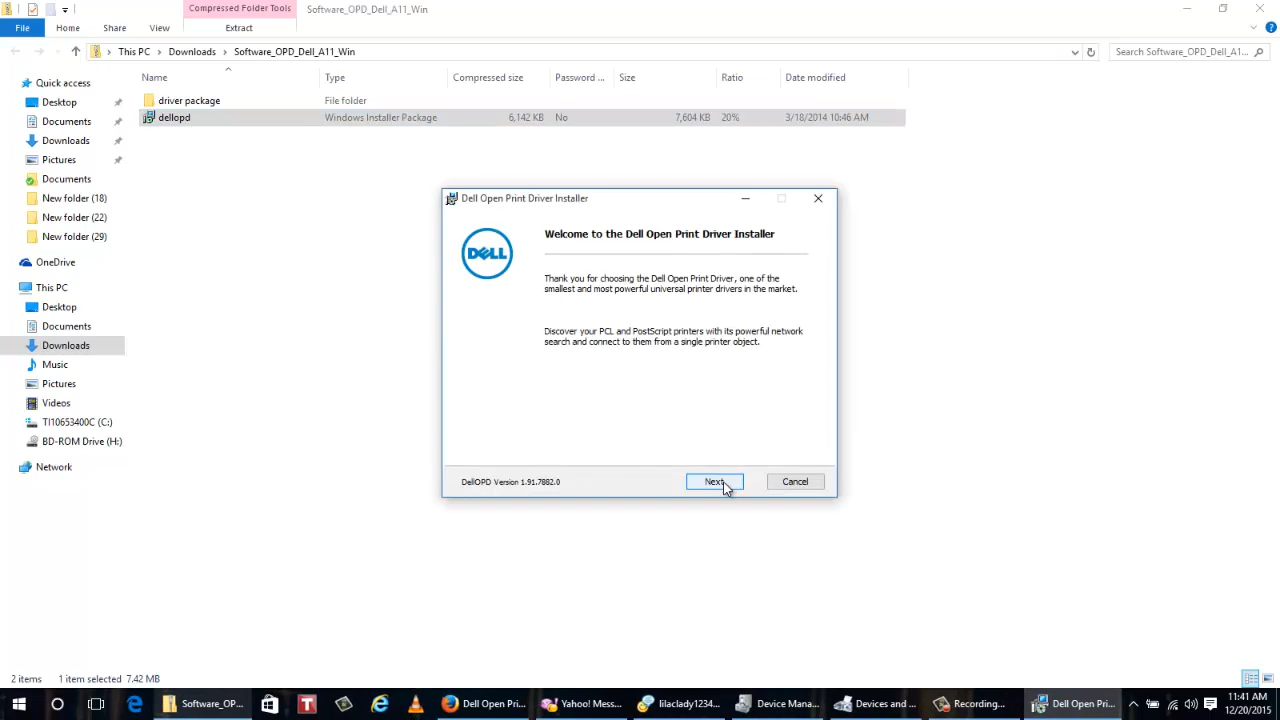 Compressed Folder Tools
Software_OPD_Dell_A11_Win
File
Home
Share
View
Extract
This PC
Downloads
Software_OPD_Dell_A11_Win
Search Software_OPD_Dell_A1...
Name
Type
Compressed size
Password ...
Size
Ratio
Date modified
driver package
File folder
dellopd
Windows Installer Package
6,142 KB
No
7,604 KB
20%
3/18/2014 10:46 AM
Quick access
Desktop
Documents
Downloads
Pictures
Documents
New folder (18)
New folder (22)
New folder (29)
OneDrive
This PC
Desktop
Documents
Downloads
Music
Pictures
Videos
TI10653400C (C:)
BD-ROM Drive (H:)
Network
Dell Open Print Driver Installer
DELL
Welcome to the Dell Open Print Driver Installer
Thank you for choosing the Dell Open Print Driver, one of the
smallest and most powerful universal printer drivers in the market.
Discover your PCL and PostScript printers with its powerful network
search and connect to them from a single printer object.
DellOPD Version 1.91.7882.0
Next
Cancel
2 items
1 item selected 7.42 MB
Software_OP...
Dell Open Pri...
Yahoo! Mess...
lilaclady1234...
Device Mana...
Devices and ...
Recording...
Dell Open Pri...
11:41 AM
12/20/2015